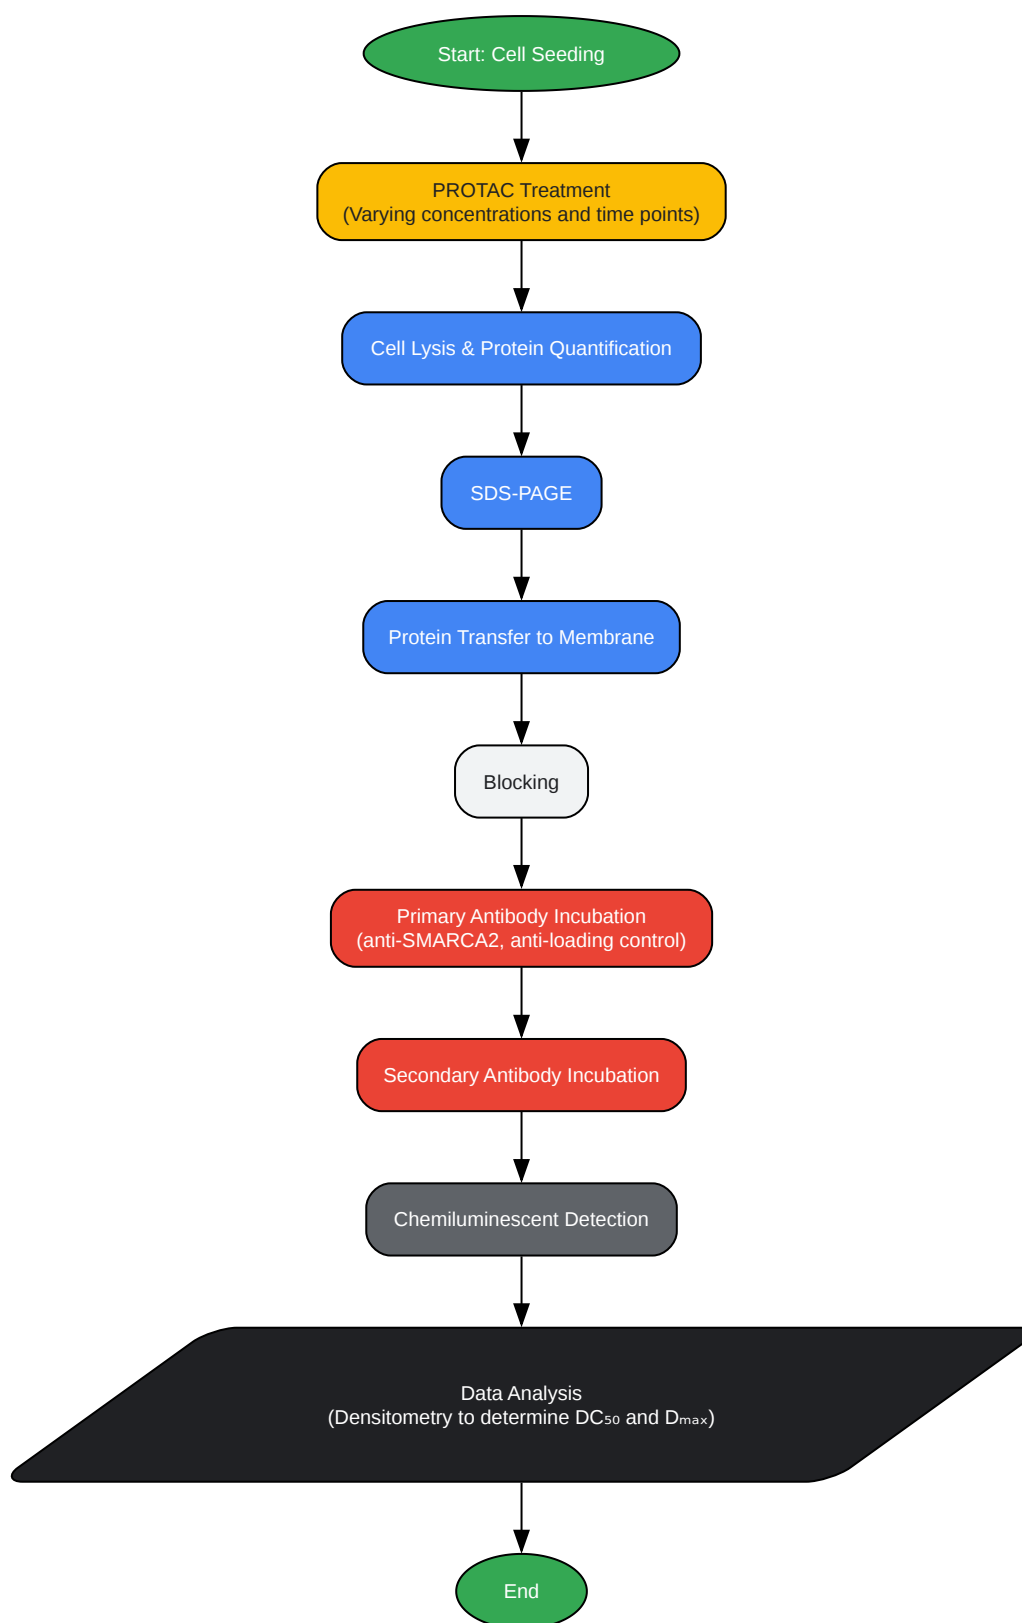 Start: Cell Seeding
PROTAC Treatment
(Varying concentrations and time points)
Cell Lysis & Protein Quantification
SDS-PAGE
Protein Transfer to Membrane
Blocking
Primary Antibody Incubation
(anti-SMARCA2, anti-loading control)
Secondary Antibody Incubation
Chemiluminescent Detection
Data Analysis
(Densitometry to determine DC₅₀ and Dₘₐₓ)
End